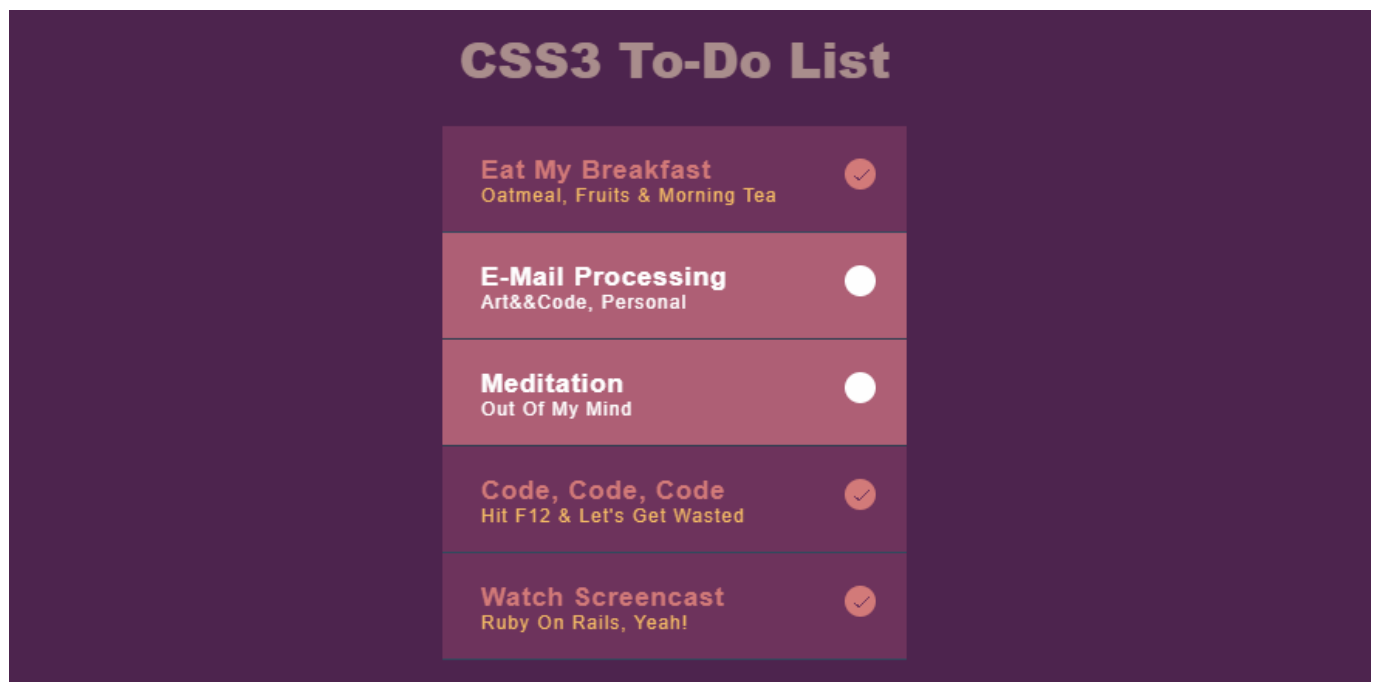 CSS3 To-Do List
Eat My Breakfast
Oatmeal, Fruits & Morning Tea
E-Mail Processing
Art&&Code, Personal
Meditation
Out Of My Mind
Code, Code, Code
Hit F12 & Let's Get Wasted
Watch Screencast
Ruby On Rails, Yeah!